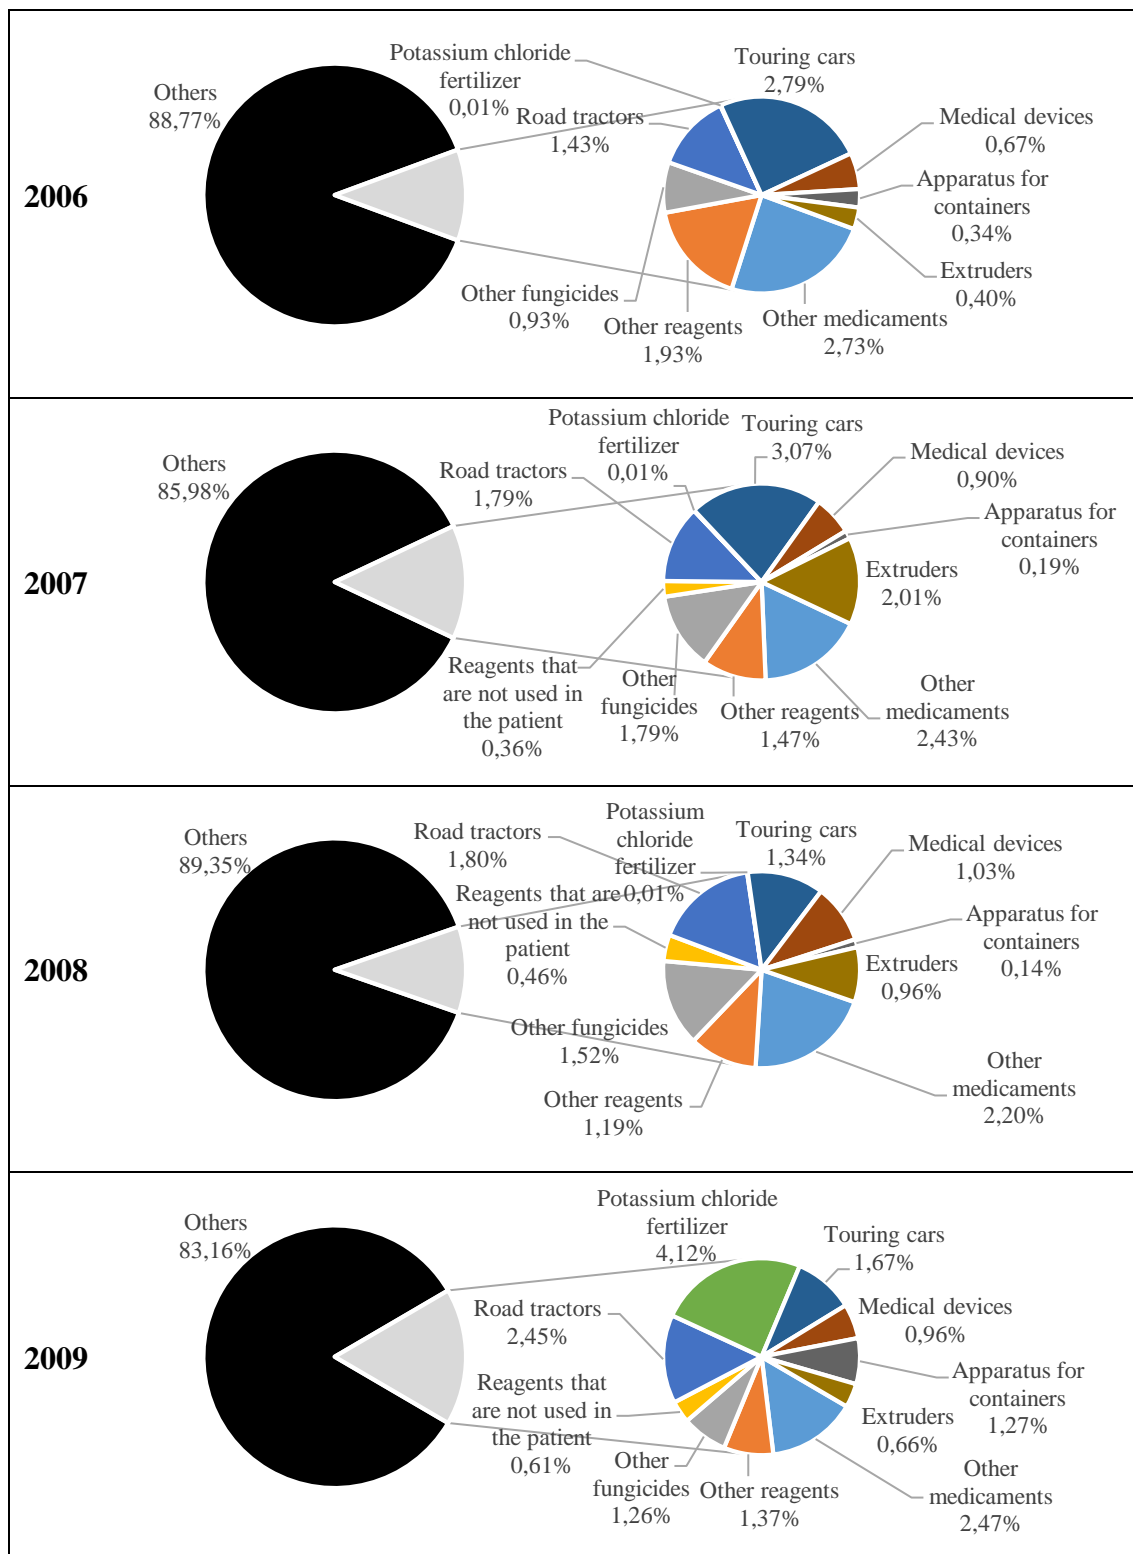 2006
Others
88,77%
Potassium chloride
fertilizer
0,01%
Road tractors
1,43%
Touring cars
2,79%
Medical devices
0,67%
Apparatus for
containers
0,34%
Extruders
0,40%
Other medicaments
2,73%
Other reagents
1,93%
Other fungicides
0,93%
2007
Others
85,98%
Road tractors
1,79%
Potassium chloride
fertilizer
0,01%
Touring cars
3,07%
Medical devices
0,90%
Apparatus for
containers
0,19%
Extruders
2,01%
Other
medicaments
2,43%
Other reagents
1,47%
Other
fungicides
1,79%
Reagents that
are not used in
the patient
0,36%
2008
Others
89,35%
Road tractors
1,80%
Potassium
chloride
fertilizer
0,01%
Touring cars
1,34%
Medical devices
1,03%
Apparatus for
containers
0,14%
Extruders
0,96%
Other
medicaments
2,20%
Other reagents
1,19%
Other fungicides
1,52%
Reagents that are
not used in the
patient
0,46%
2009
Others
83,16%
Potassium chloride
fertilizer
4,12%
Touring cars
1,67%
Medical devices
0,96%
Apparatus for
containers
1,27%
Extruders
0,66%
Other
medicaments
2,47%
Other reagents
1,37%
Other
fungicides
1,26%
Reagents that
are not used in
the patient
0,61%
Road tractors
2,45%